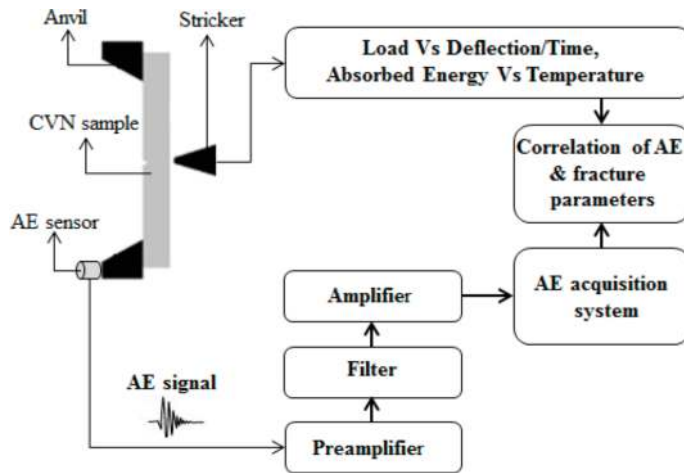 Anvil
Stricker
Load Vs Deflection/Time,
Absorbed Energy Vs Temperature
CVN sample
Correlation of AE
& fracture
parameters
AE sensor
AE acquisition
system
Amplifier
Filter
AE signal
Preamplifier